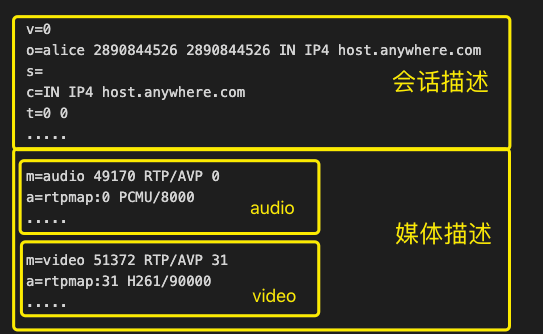 v=0
o=alice 2890844526 2890844526 IN IP4 host.anywhere.com
s=
c=IN IP4 host.anywhere.com
t=0 0
.....
会话描述
m=audio 49170 RTP/AVP 0
a=rtpmap:0 PCMU/8000
.....
audio
m=video 51372 RTP/AVP 31
a=rtpmap:31 H261/90000
.....
video
媒体描述